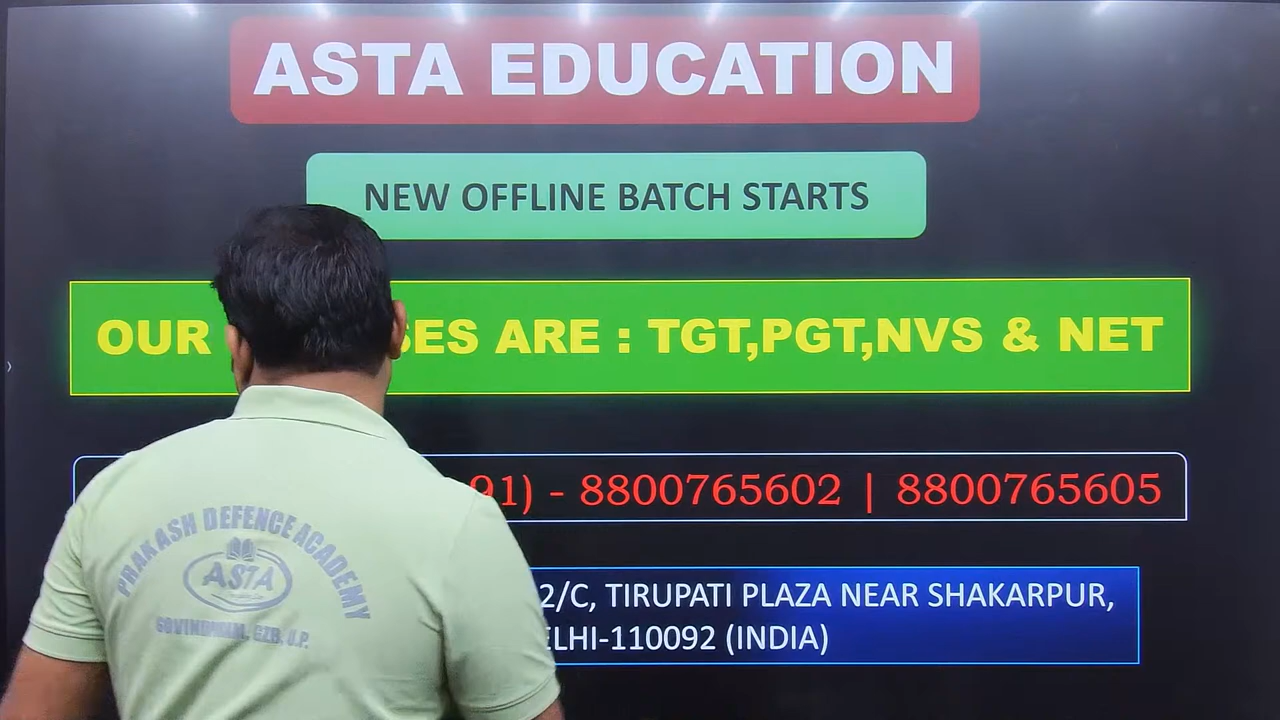 ASTA EDUCATION
NEW OFFLINE BATCH STARTS
OUR SES ARE : TGT,PGT,NVS & NET
91) - 8800765602 | 8800765605
2/C, TIRUPATI PLAZA NEAR SHAKARPUR,
ELHI-110092 (INDIA)
PRAKASH DEFENCE ACADEMY
ASTA
GZB, U.P.